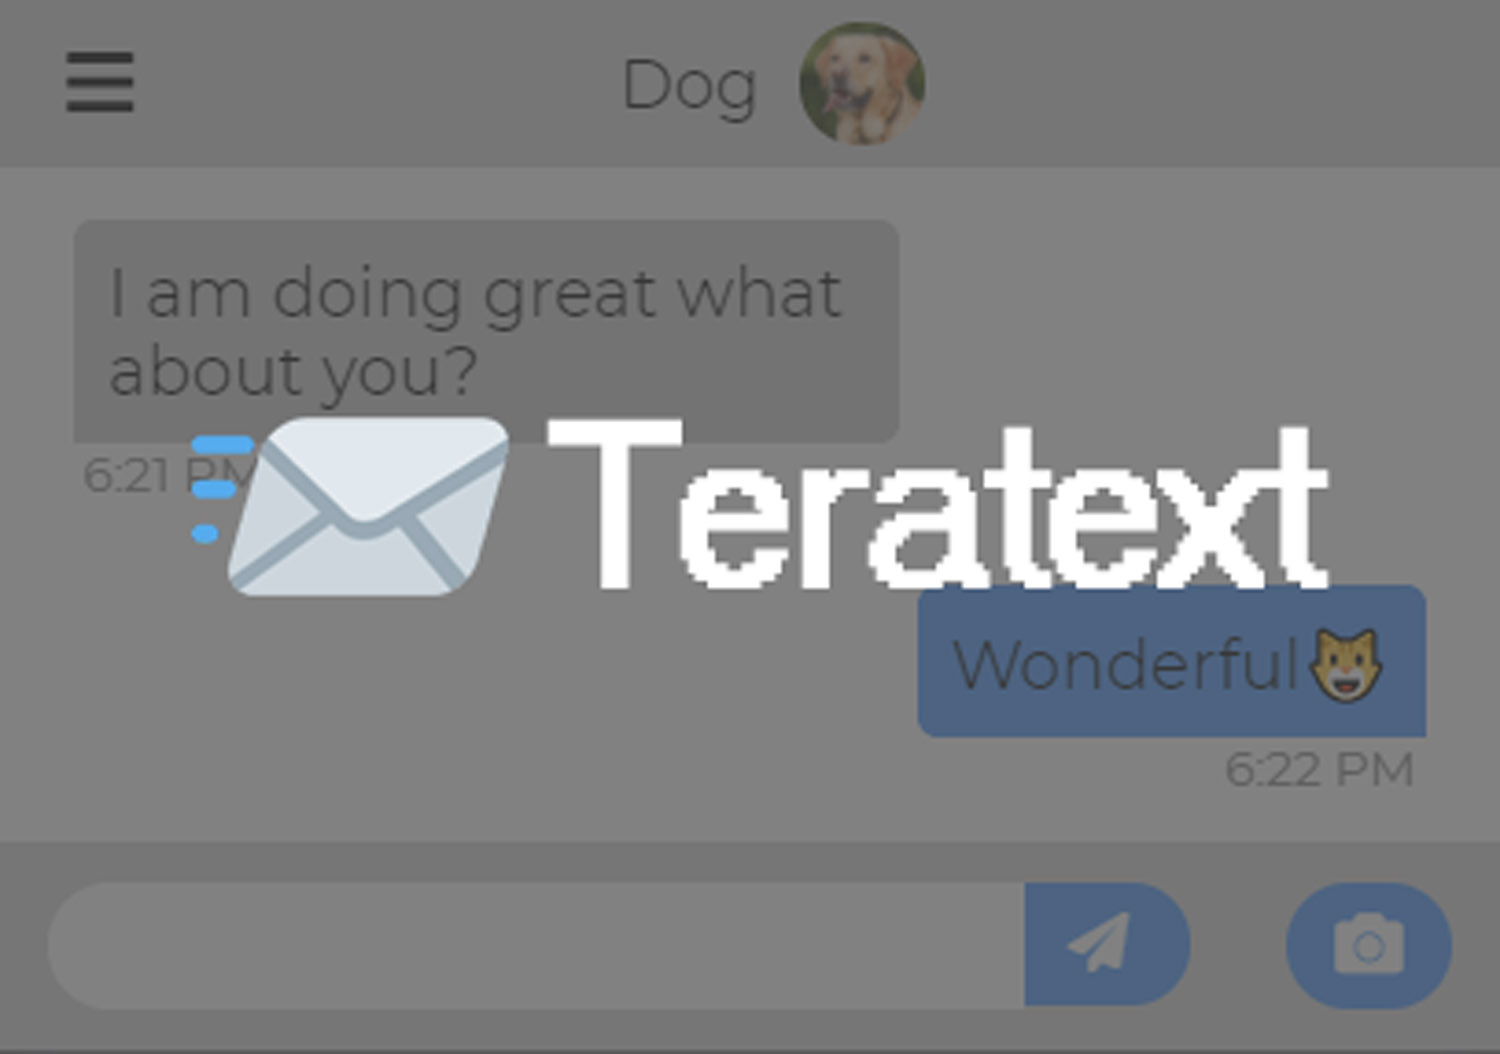 Dog
I am doing great what
about you?
6:21 PM
Teratext
Wonderful😺
6:22 PM